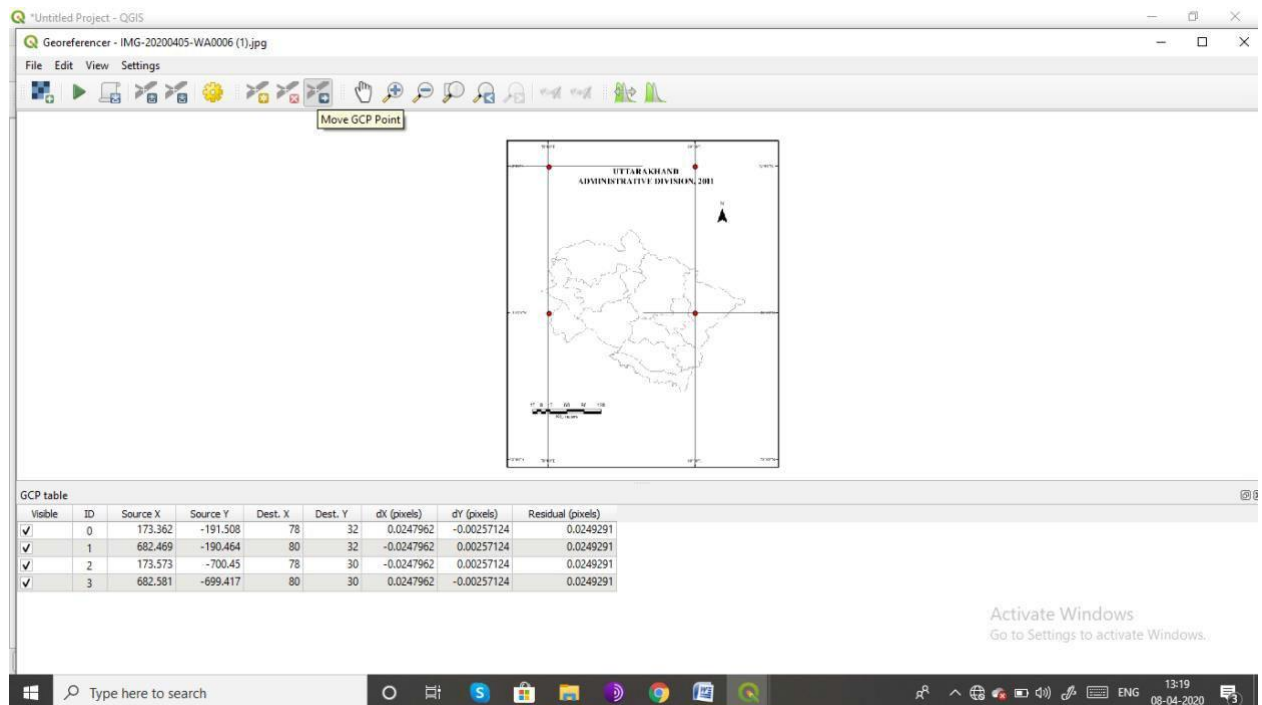 *Untitled Project - QGIS
Georeferencer - IMG-20200405-WA0006 (1).jpg
File Edit View Settings
Move GCP Point
UTTARAKHAND
ADMINISTRATIVE DIVISION, 2011
N
GCP table
Visible ID Source X Source Y Dest. X Dest. Y dX (pixels) dY (pixels) Residual (pixels)
0 173.362 -191.508 78 32 0.0247962 -0.00257124 0.0249291
1 682.469 -190.464 80 32 -0.0247962 0.00257124 0.0249291
2 173.573 -700.45 78 30 -0.0247962 0.00257124 0.0249291
3 682.581 -699.417 80 30 0.0247962 -0.00257124 0.0249291
Activate Windows
Go to Settings to activate Windows.
Type here to search
ENG
13:19
08-04-2020
3